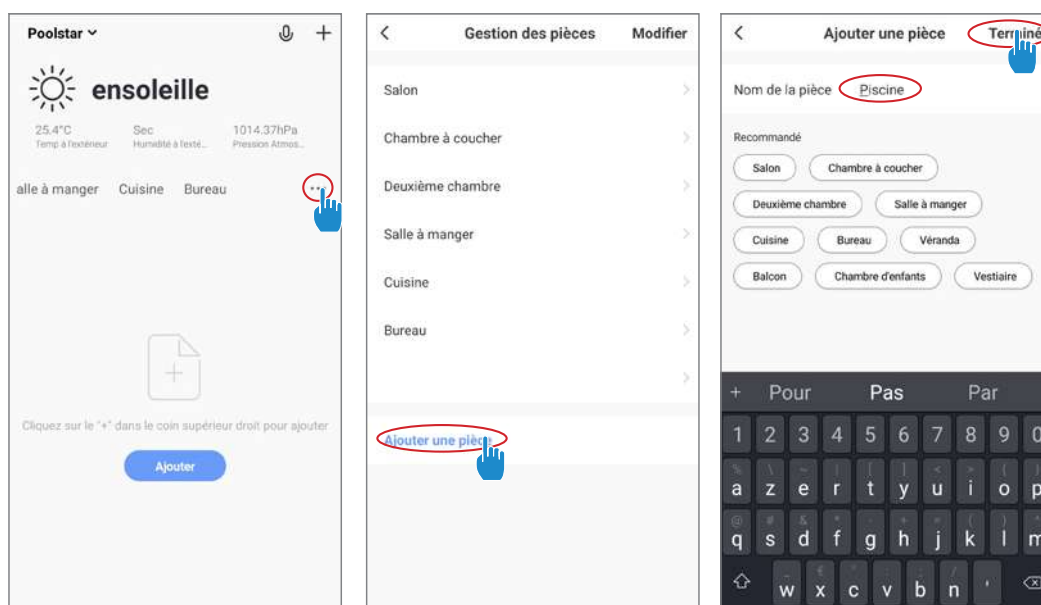 Poolstar
ensoleille
25.4°C Sec 1014.37hPa
Temp à l'extérieur Humidité à l'exté... Pression Atmos...
alle à manger Cuisine Bureau ...
Cliquez sur le "+" dans le coin supérieur droit pour ajouter
Ajouter
Gestion des pièces Modifier
Salon
Chambre à coucher
Deuxième chambre
Salle à manger
Cuisine
Bureau
Ajouter une pièce
Ajouter une pièce Terminé
Nom de la pièce Piscine
Recommandé
Salon Chambre à coucher
Deuxième chambre Salle à manger
Cuisine Bureau Véranda
Balcon Chambre d'enfants Vestiaire
+ Pour Pas Par
1 2 3 4 5 6 7 8 9 0
a z e r t y u i o p
q s d f g h j k l m
w x c v b n '